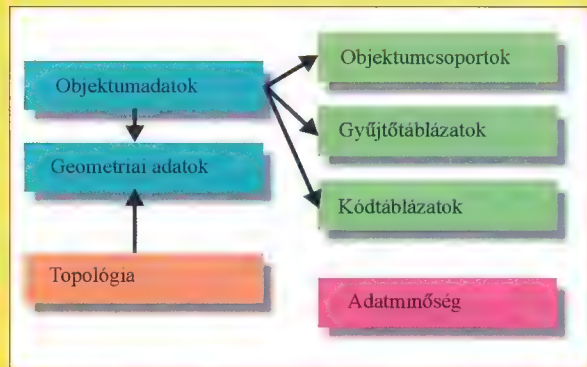 Objektumadatok
Geometriai adatok
Topológia
Objektumcsoportok
Gyűjtőtáblázatok
Kódtáblázatok
Adatminőség